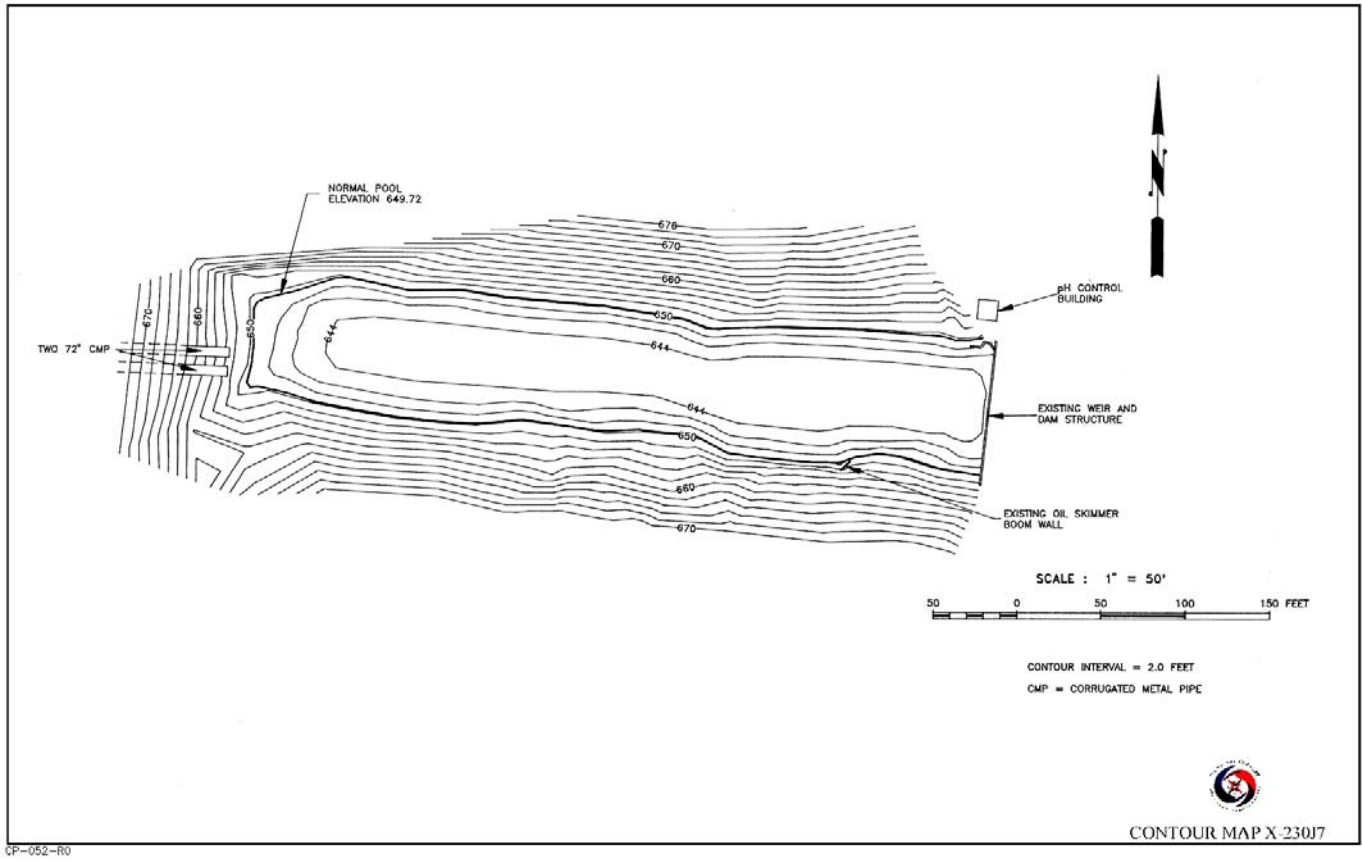 NORMAL POOL
ELEVATION 649.72
678
670
660
650
644
670
660
650
644
TWO 72" CMP
644
650
660
670
pH CONTROL
BUILDING
EXISTING WEIR AND
DAM STRUCTURE
EXISTING OIL SKIMMER
BOOM WALL
N
SCALE : 1" = 50'
50 0 50 100 150 FEET
CONTOUR INTERVAL = 2.0 FEET
CMP = CORRUGATED METAL PIPE
CONTOUR MAP X-230J7
CP-052-R0